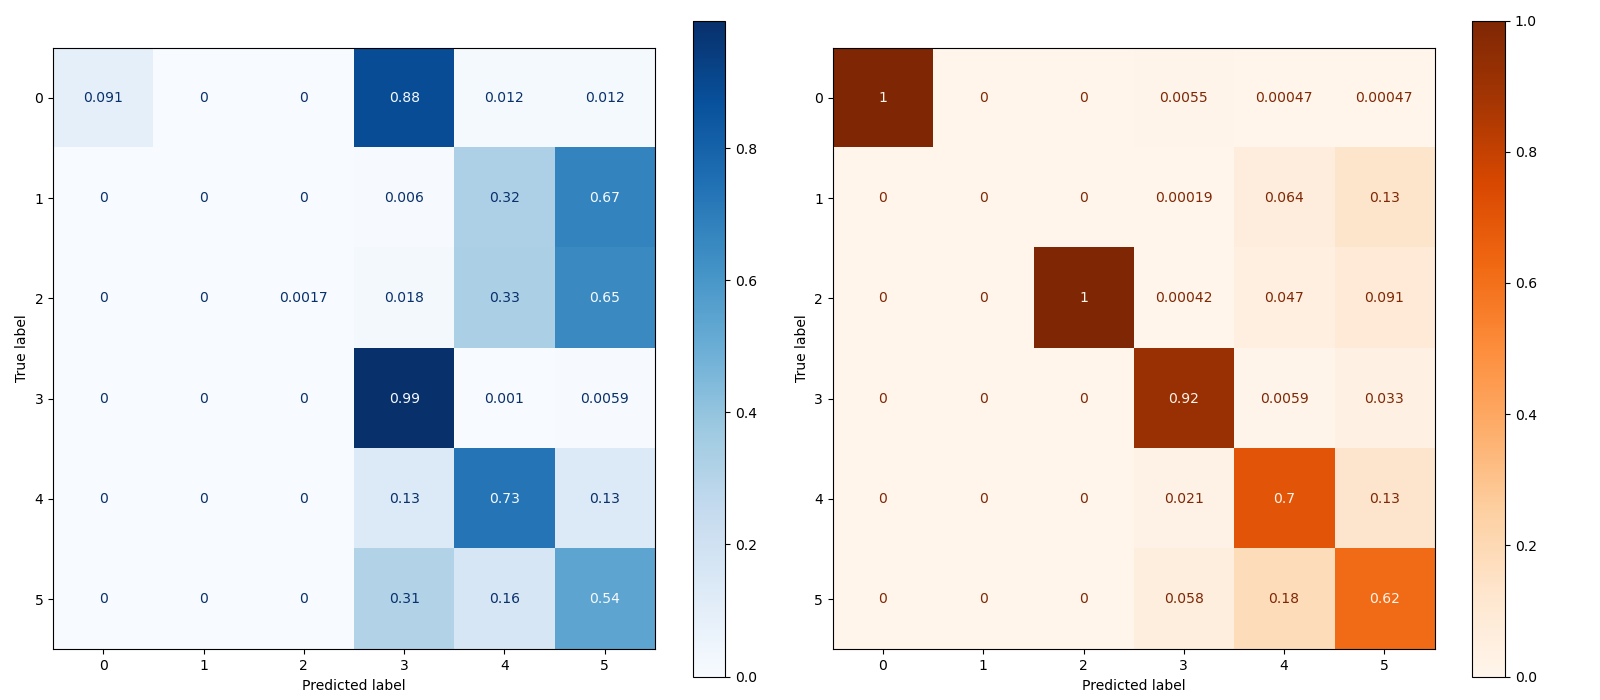 0 0.091 0 0 0.88 0.012 0.012
1 0 0 0 0.006 0.32 0.67
2 0 0 0.0017 0.018 0.33 0.65
3 0 0 0 0.99 0.001 0.0059
4 0 0 0 0.13 0.73 0.13
5 0 0 0 0.31 0.16 0.54
0 1 2 3 4 5
Predicted label
True label
0.8
0.6
0.4
0.2
0.0
0 1 0 0 0.0055 0.00047 0.00047
1 0 0 0 0.00019 0.064 0.13
2 0 0 1 0.00042 0.047 0.091
3 0 0 0 0.92 0.0059 0.033
4 0 0 0 0.021 0.7 0.13
5 0 0 0 0.058 0.18 0.62
0 1 2 3 4 5
Predicted label
True label
1.0
0.8
0.6
0.4
0.2
0.0